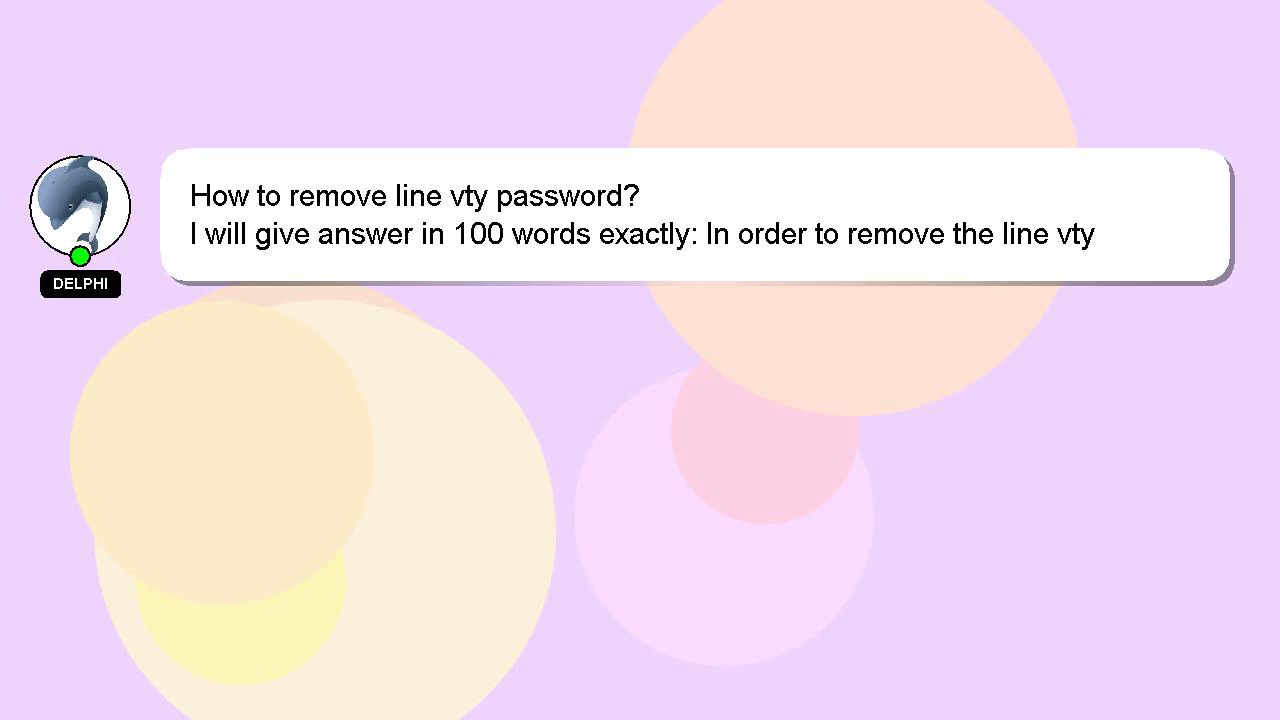 How to remove line vty password?
I will give answer in 100 words exactly: In order to remove the line vty
DELPHI